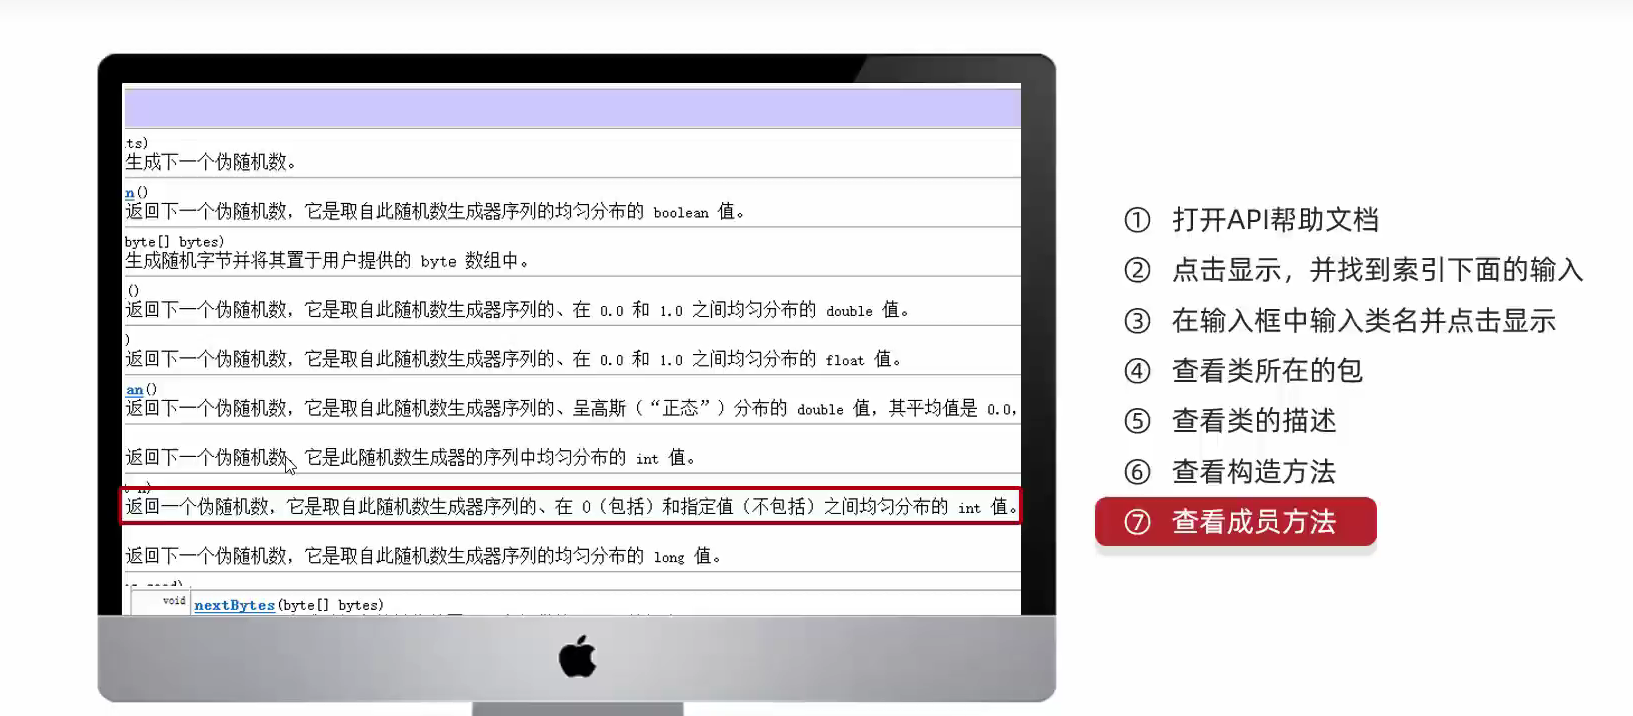 ts)
生成下一个伪随机数。
n()
返回下一个伪随机数，它是取自此随机数生成器序列的均匀分布的 boolean 值。
byte[] bytes)
生成随机字节并将其置于用户提供的 byte 数组中。
()
返回下一个伪随机数，它是取自此随机数生成器序列的、在 0.0 和 1.0 之间均匀分布的 double 值。
)
返回下一个伪随机数，它是取自此随机数生成器序列的、在 0.0 和 1.0 之间均匀分布的 float 值。
an()
返回下一个伪随机数，它是取自此随机数生成器序列的、呈高斯（“正态”）分布的 double 值，其平均值是 0.0，
返回下一个伪随机数，它是此随机数生成器的序列中均匀分布的 int 值。
返回一个伪随机数，它是取自此随机数生成器序列的、在 0（包括）和指定值（不包括）之间均匀分布的 int 值。
返回下一个伪随机数，它是取自此随机数生成器序列的均匀分布的 long 值。
void nextBytes(byte[] bytes)
① 打开API帮助文档
② 点击显示，并找到索引下面的输入
③ 在输入框中输入类名并点击显示
④ 查看类所在的包
⑤ 查看类的描述
⑥ 查看构造方法
⑦ 查看成员方法